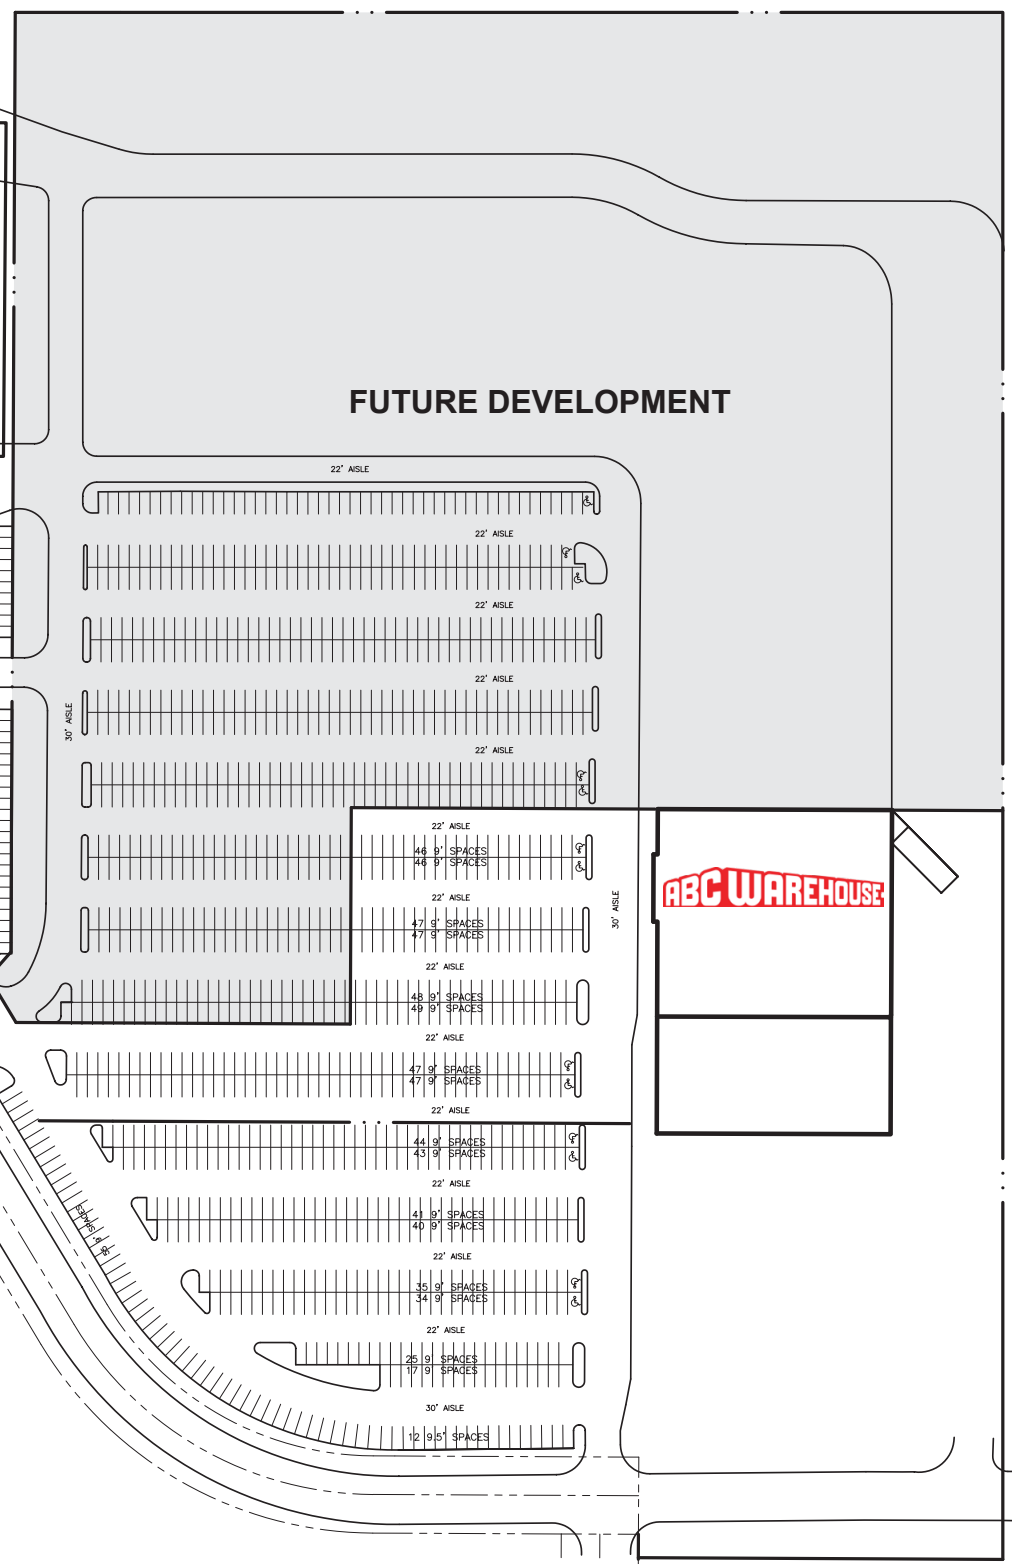 FUTURE DEVELOPMENT
22' AISLE
22' AISLE
22' AISLE
22' AISLE
30' AISLE
22' AISLE
22' AISLE
46 9' SPACES
46 9' SPACES
ABC WAREHOUSE
22' AISLE
30' AISLE
47 9' SPACES
47 9' SPACES
22' AISLE
48 9' SPACES
49 9' SPACES
22' AISLE
47 9' SPACES
47 9' SPACES
22' AISLE
44 9' SPACES
43 9' SPACES
22' AISLE
41 9' SPACES
40 9' SPACES
SPACES
22' AISLE
35 9' SPACES
34 9' SPACES
22' AISLE
25 9' SPACES
17 9' SPACES
30' AISLE
12 9.5' SPACES